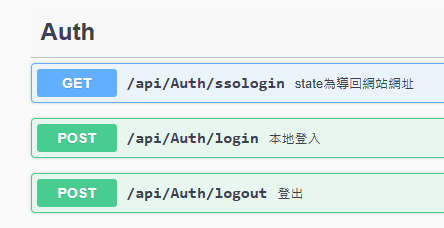 Auth
GET /api/Auth/ssologin state為導回網站網址
POST /api/Auth/login 本地登入
POST /api/Auth/logout 登出